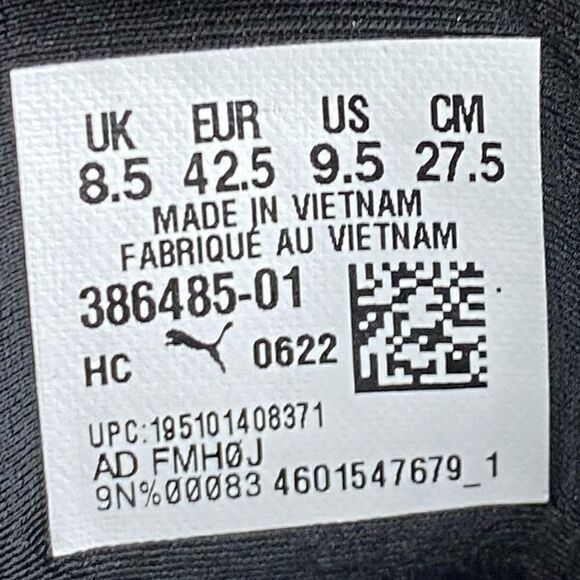 UK EUR US CM
8.5 42.5 9.5 27.5
MADE IN VIETNAM
FABRIQUÉ AU VIETNAM
386485-01
HC 0622
UPC:195101408371
AD FMHØJ
9N%00083 4601547679_1